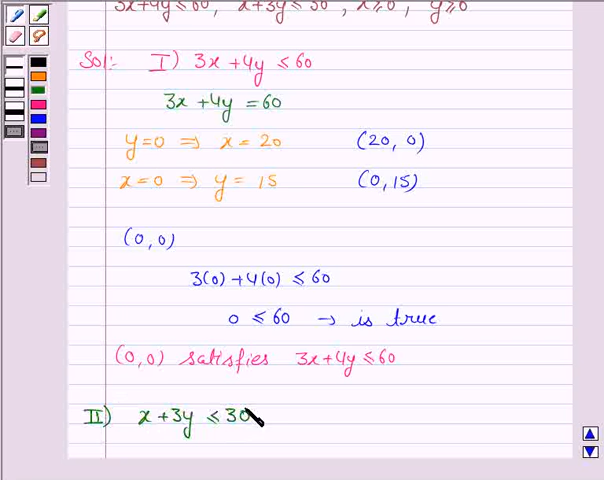 3x+4y≤60, x+3y≤30, x≥0, y≥0
Sol:- I) 3x+4y ≤ 60
3x+4y = 60
y=0 ⇒ x = 20 (20, 0)
x=0 ⇒ y = 15 (0,15)
(0,0)
3(0)+4(0) ≤ 60
0 ≤ 60 → is true
(0,0) satisfies 3x+4y ≤ 60
II) x+3y ≤ 30